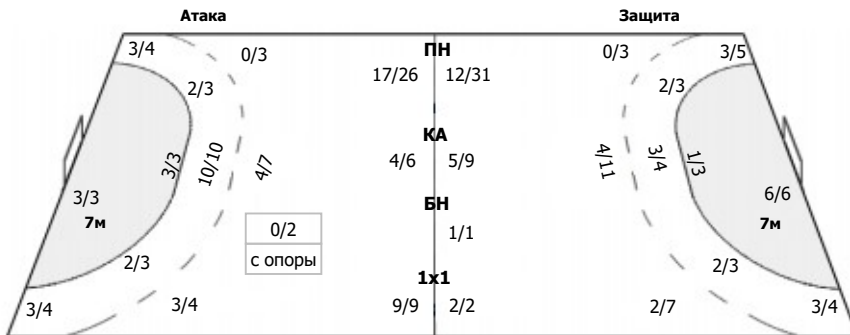 Атака Защита
3/4 0/3 ПН 0/3 3/5
17/26 12/31
2/3 2/3
КА
3/3 10/10 4/7 4/6 5/9 4/11 3/4 1/3
3/3 6/6
7м БН 7м
0/2 1/1
с опоры
2/3 2/3
1x1
3/4 3/4 9/9 2/2 2/7 3/4